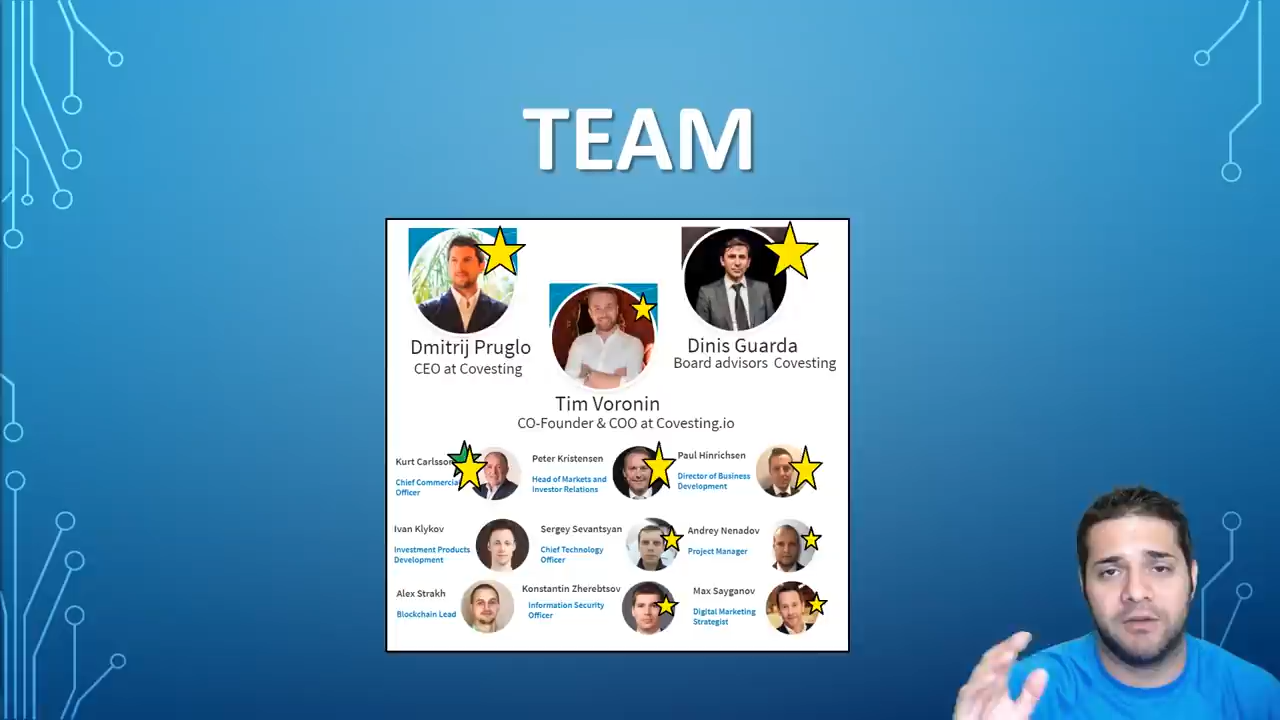 TEAM
Dmitrij Pruglo
CEO at Covesting
Dinis Guarda
Board advisors Covesting
Tim Voronin
CO-Founder & COO at Covesting.io
Kurt Carlsson
Chief Commercial
Officer
Peter Kristensen
Head of Markets and
Investor Relations
Paul Hinrichsen
Director of Business
Development
Ivan Klykov
Investment Products
Development
Sergey Sevantsyan
Chief Technology
Officer
Andrey Nenadov
Project Manager
Alex Strakh
Blockchain Lead
Konstantin Zherebtsov
Information Security
Officer
Max Sayganov
Digital Marketing
Strategist